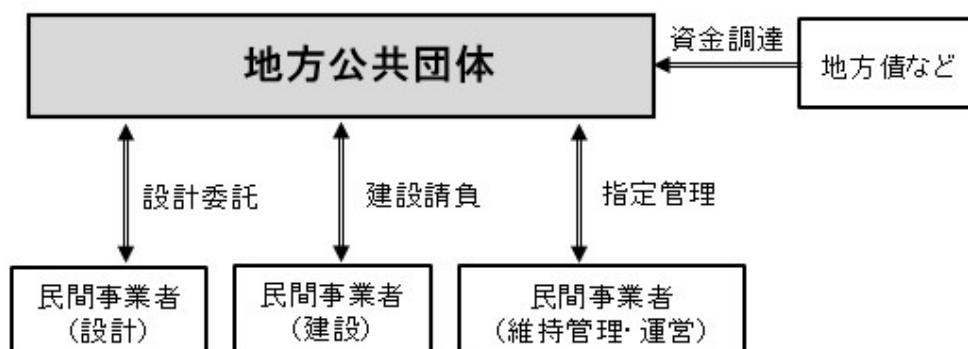 地方公共団体
資金調達
地方債など
設計委託
建設請負
指定管理
民間事業者
(設計)
民間事業者
(建設)
民間事業者
(維持管理・運営)